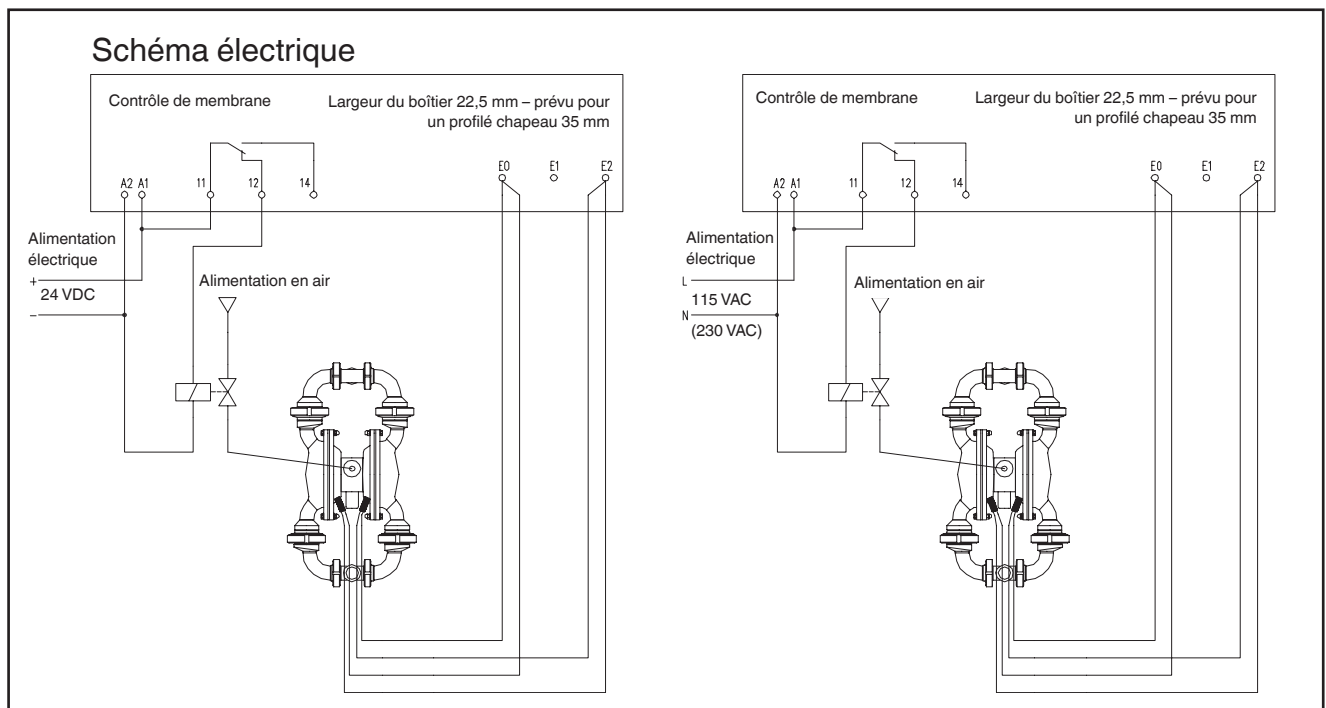 Schéma électrique
Contrôle de membrane
Largeur du boîtier 22,5 mm – prévu pour
un profilé chapeau 35 mm
E0
E1
E2
A2 A1
11
12
14
Alimentation
électrique
+
24 VDC
–
Alimentation en air
Contrôle de membrane
Largeur du boîtier 22,5 mm – prévu pour
un profilé chapeau 35 mm
E0
E1
E2
A2 A1
11
12
14
Alimentation
électrique
L
115 VAC
N
(230 VAC)
Alimentation en air